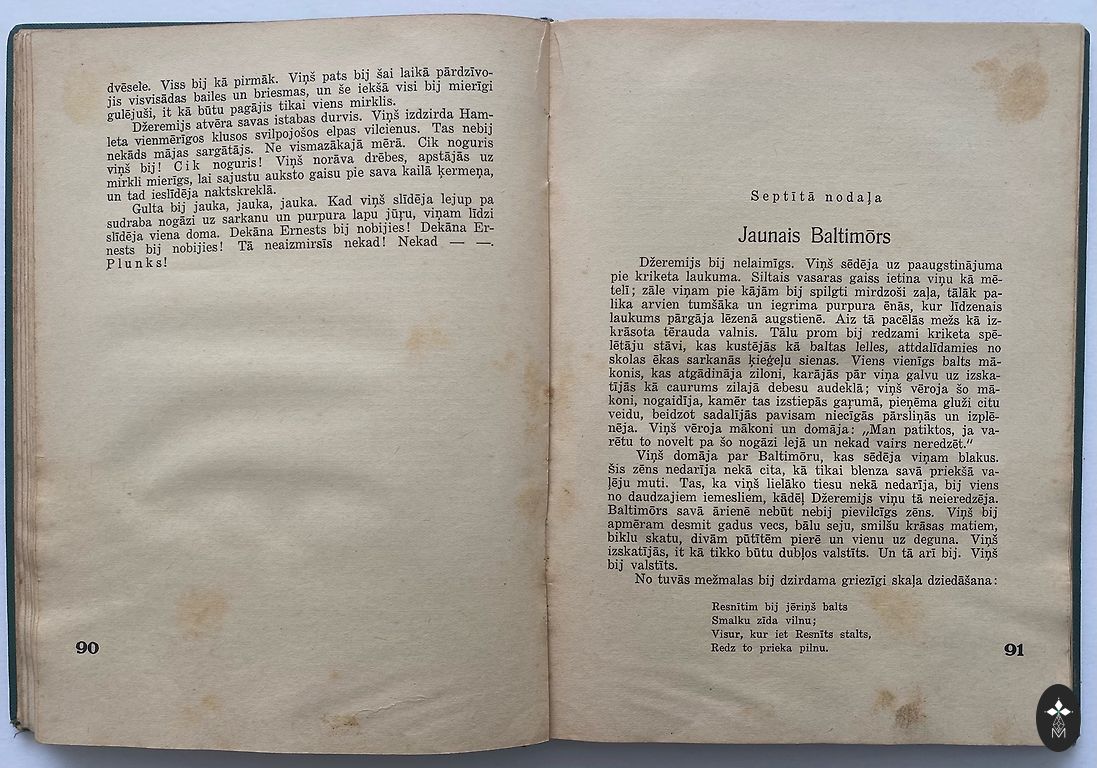 dvēsele. Viss bij kā pirmāk. Viņš pats bij šai laikā pārdzīvo-
jis visvisādas bailes un briesmas, un še iekšā visi bij mierīgi
gulējuši, it kā būtu pagājis tikai viens mirklis.
Džeremijs atvēra savas istabas durvis. Viņš izdzirda Ham-
leta vienmērīgos klusos svilpojošos elpas vilcienus. Tas nebij
nekāds mājas sargātājs. Ne vismazākajā mērā. Cik noguris
viņš bij! Cik noguris! Viņš norāva drēbes, apstājās uz
mirkli mierīgs, lai sajustu auksto gaisu pie sava kailā ķermeņa,
un tad ieslīdēja naktskreklā.
Gulta bij jauka, jauka, jauka. Kad viņš slīdēja lejup pa
sudraba nogāzi uz sarkanu un purpura lapu jūŗu, viņam līdzi
slīdēja viena doma. Dekāna Ernests bij nobijies! Dekāna Er-
nests bij nobijies! Tā neaizmirsīs nekad! Nekad — —.
Plunks!
90
Septītā nodaļa
Jaunais Baltimōrs
Džeremijs bij nelaimīgs. Viņš sēdēja uz paaugstinājuma
pie kriketa laukuma. Siltais vasaras gaiss ietina viņu kā mē-
telī; zāle viņam pie kājām bij spilgti mirdzoši zaļa, tālāk pa-
lika arvien tumšāka un iegrima purpura ēnās, kur līdzenais
laukums pārgāja lēzenā augstienē. Aiz tā pacēlās mežs kā iz-
krāsota tērauda valnis. Tālu prom bij redzami kriketa spē-
lētāju stāvi, kas kustējās kā baltas lelles, attdalīdamies no
skolas ēkas sarkanās ķieģeļu sienas. Viens vienīgs balts mā-
konis, kas atgādināja ziloni, karājās pār viņa galvu uz izska-
tījās kā caurums zilajā debesu audeklā; viņš vēroja šo mā-
koni, nogaidīja, kamēr tas izstiepās gaŗumā, pieņēma gluži citu
veidu, beidzot sadalījās pavisam niecīgās pārsliņās un izplē-
nēja. Viņš vēroja mākoni un domāja: „Man patiktos, ja va-
rētu to novelt pa šo nogāzi lejā un nekad vairs neredzēt.“
Viņš domāja par Baltimōru, kas sēdēja viņam blakus.
Šis zēns nedarīja nekā cita, kā tikai blenza savā priekšā va-
ļēju muti. Tas, ka viņš lielāko tiesu nekā nedarīja, bij viens
no daudzajiem iemesliem, kādēļ Džeremijs viņu tā neieredzēja.
Baltimōrs savā ārienē nebūt nebij pievilcīgs zēns. Viņš bij
apmēram desmit gadus vecs, bālu seju, smilšu krāsas matiem,
biklu skatu, divām pūtītēm pierē un vienu uz deguna. Viņš
izskatījās, it kā tikko būtu dubļos valstīts. Un tā arī bij. Viņš
bij valstīts.
No tuvās mežmalas bij dzirdama griezīgi skaļa dziedāšana:
Resnītim bij jēriņš balts
Smalku zīda vilnu;
Visur, kur iet Resnīts stalts,
Redz to prieka pilnu.
91
M